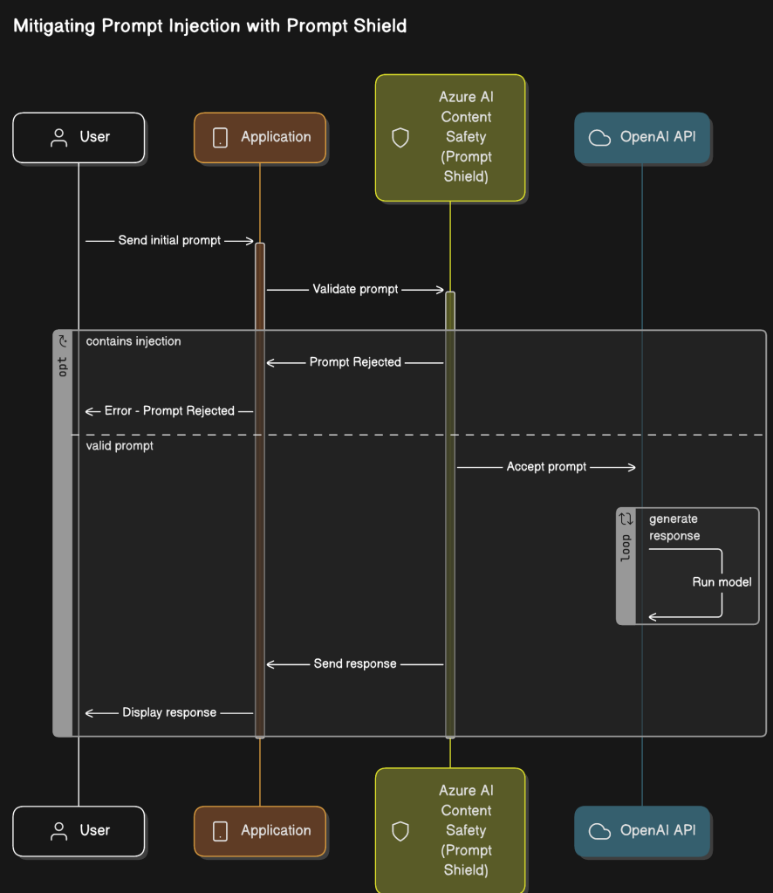 Mitigating Prompt Injection with Prompt Shield
User
Application
Azure AI
Content
Safety
(Prompt
Shield)
OpenAI API
Send initial prompt
Validate prompt
opt
contains injection
Prompt Rejected
Error - Prompt Rejected
valid prompt
Accept prompt
loop
generate
response
Run model
Send response
Display response
User
Application
Azure AI
Content
Safety
(Prompt
Shield)
OpenAI API